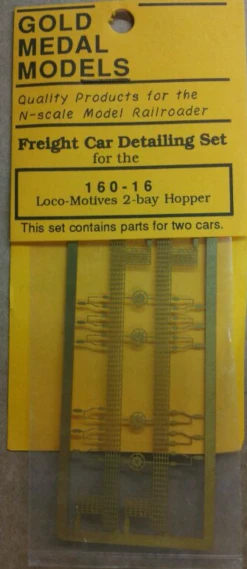 GOLD
MEDAL
MODELS
Quality Products for the
N-scale Model Railroader
Freight Car Detailing Set
for the
160-16
Loco-Motives 2-bay Hopper
This set contains parts for two cars.